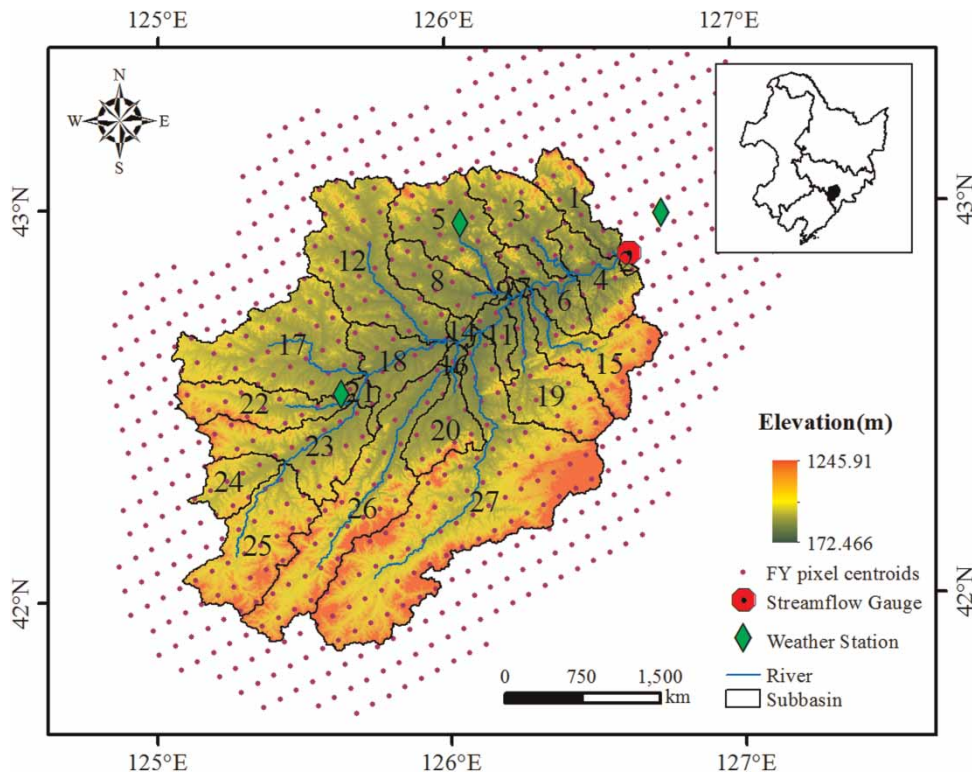 125°E 126°E 127°E
N
W E
S
43°N 43°N
1
3
5
12
2
4
8
9 7
6
14 11
17 18 15
16
21
22 19
23 20
24
26 27
25
Elevation(m)
1245.91
172.466
FY pixel centroids
Streamflow Gauge
Weather Station
River
Subbasin
0 750 1,500
km
42°N 42°N
125°E 126°E 127°E